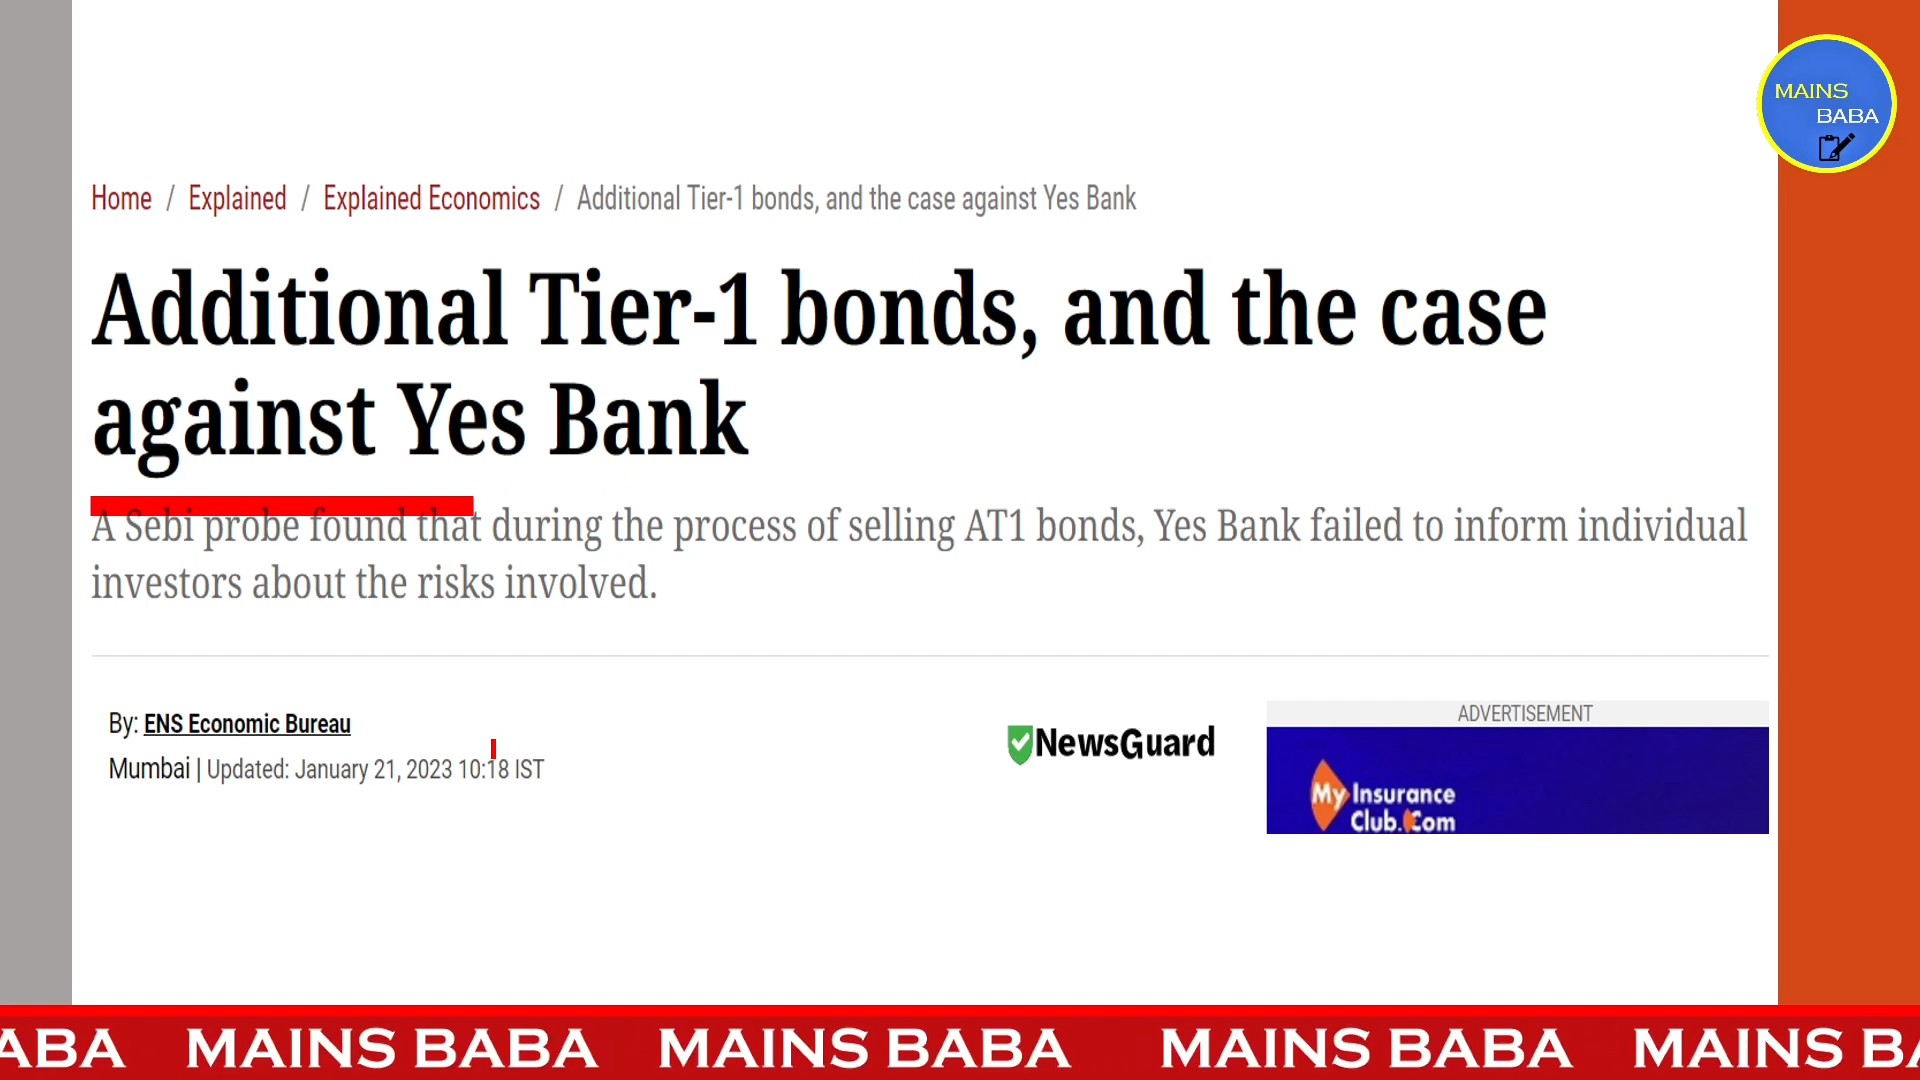 MAINS
BABA
Home / Explained / Explained Economics / Additional Tier-1 bonds, and the case against Yes Bank
Additional Tier-1 bonds, and the case
against Yes Bank
A Sebi probe found that during the process of selling AT1 bonds, Yes Bank failed to inform individual
investors about the risks involved.
By: ENS Economic Bureau
Mumbai | Updated: January 21, 2023 10:18 IST
NewsGuard
ADVERTISEMENT
My Insurance
Club.Com
ABA MAINS BABA MAINS BABA MAINS BABA MAINS BA